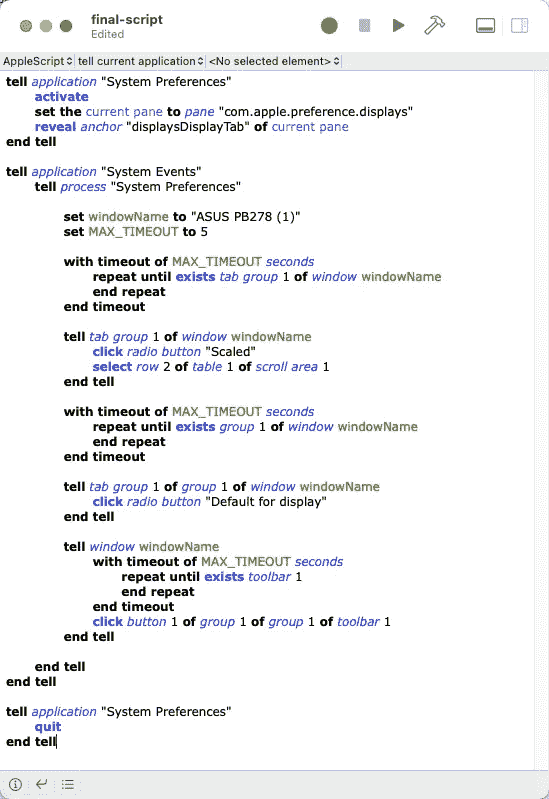 final-script
Edited
AppleScript tell current application <No selected element>
tell application "System Preferences"
activate
set the current pane to pane "com.apple.preference.displays"
reveal anchor "displaysDisplayTab" of current pane
end tell
tell application "System Events"
tell process "System Preferences"
set windowName to "ASUS PB278 (1)"
set MAX_TIMEOUT to 5
with timeout of MAX_TIMEOUT seconds
repeat until exists tab group 1 of window windowName
end repeat
end timeout
tell tab group 1 of window windowName
click radio button "Scaled"
select row 2 of table 1 of scroll area 1
end tell
with timeout of MAX_TIMEOUT seconds
repeat until exists group 1 of window windowName
end repeat
end timeout
tell tab group 1 of group 1 of window windowName
click radio button "Default for display"
end tell
tell window windowName
with timeout of MAX_TIMEOUT seconds
repeat until exists toolbar 1
end repeat
end timeout
click button 1 of group 1 of group 1 of toolbar 1
end tell
end tell
end tell
tell application "System Preferences"
quit
end tell